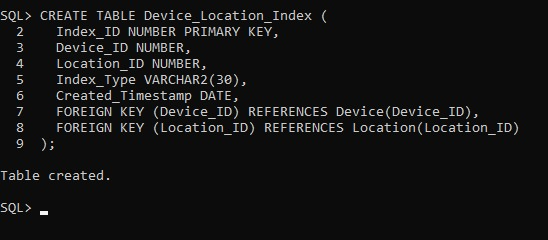 SQL> CREATE TABLE Device_Location_Index (
  2    Index_ID NUMBER PRIMARY KEY,
  3    Device_ID NUMBER,
  4    Location_ID NUMBER,
  5    Index_Type VARCHAR2(30),
  6    Created_Timestamp DATE,
  7    FOREIGN KEY (Device_ID) REFERENCES Device(Device_ID),
  8    FOREIGN KEY (Location_ID) REFERENCES Location(Location_ID)
  9  );
Table created.
SQL>